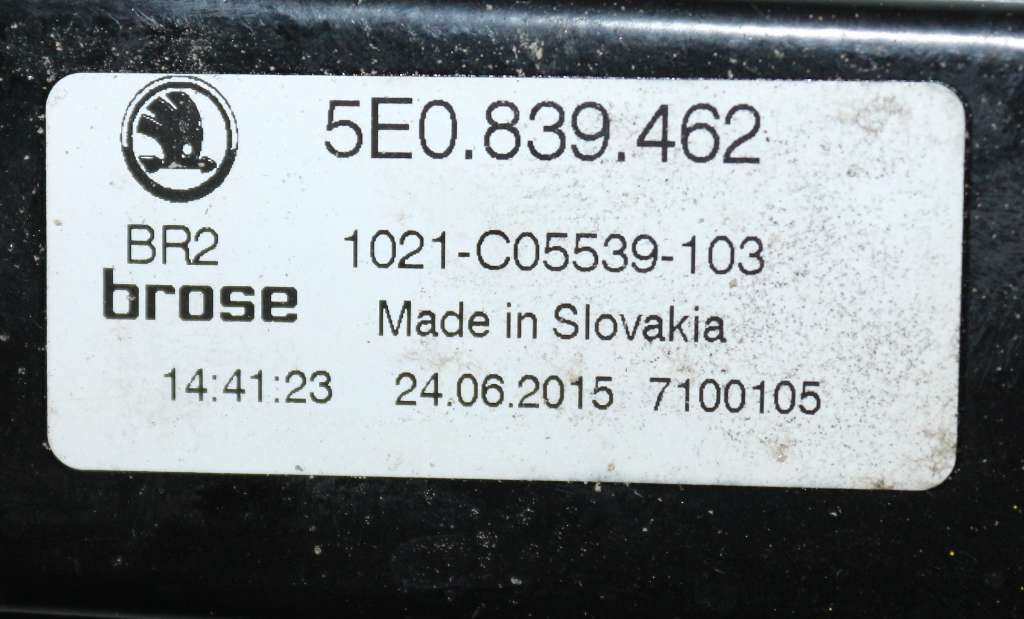 5E0.839.462
BR2 1021-C05539-103
brose
Made in Slovakia
14:41:23 24.06.2015 7100105